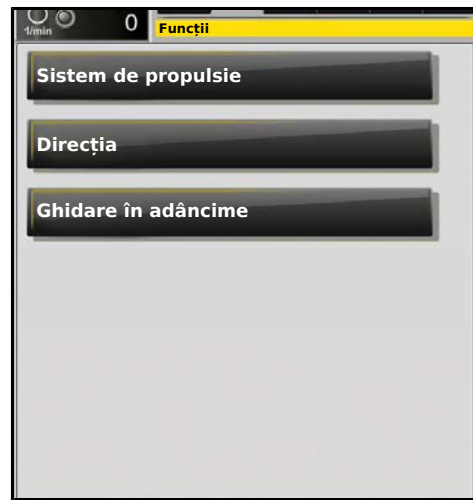 1/min
0
Funcții
Sistem de propulsie
Direcția
Ghidare în adâncime